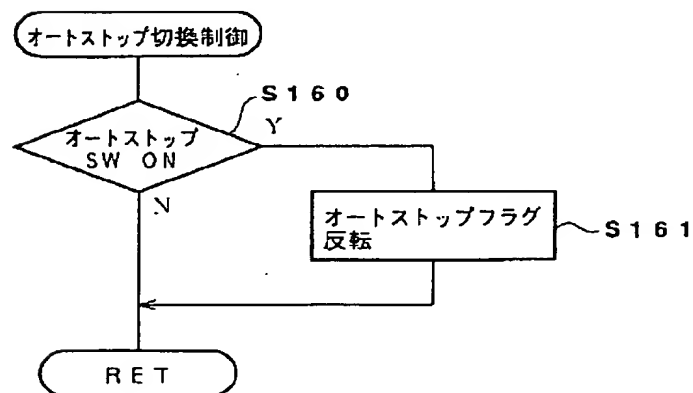 オートストップ切換制御
S160
オートストップ
SW ON
Y
N
オートストップフラグ
反転
S161
RET